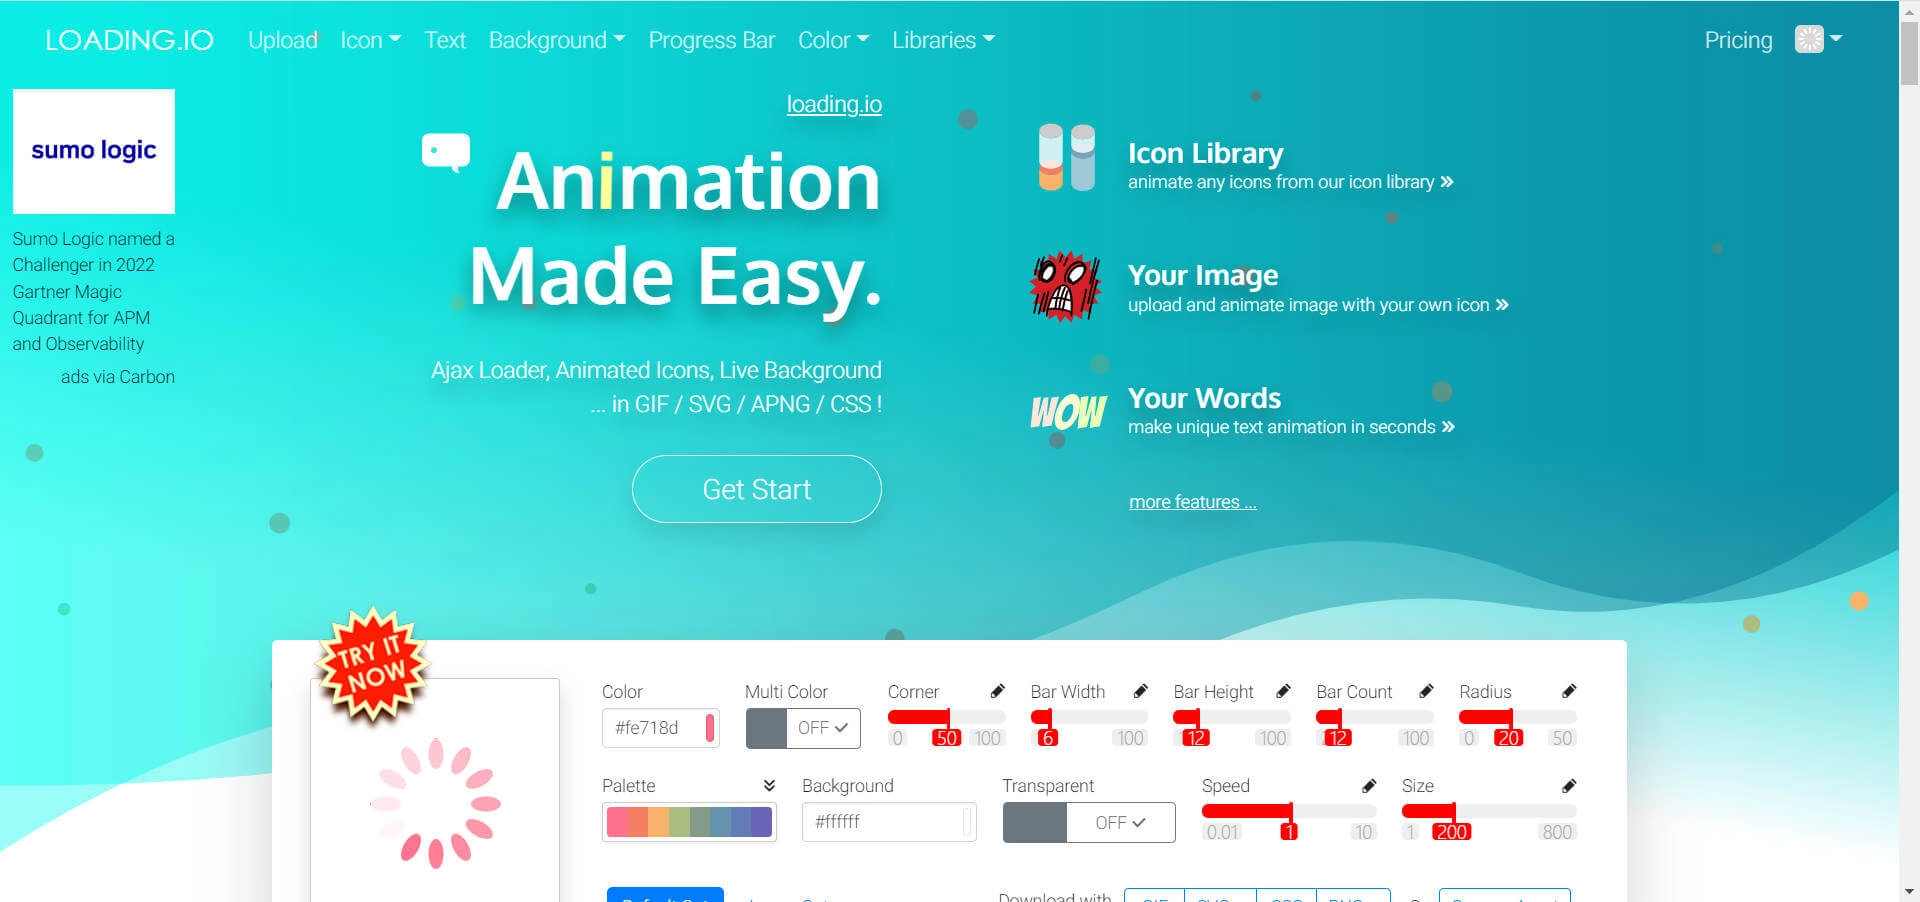 LOADING.IO Upload Icon Text Background Progress Bar Color Libraries Pricing
sumo logic
Sumo Logic named a
Challenger in 2022
Gartner Magic
Quadrant for APM
and Observability
ads via Carbon
loading.io
Animation
Made Easy.
Ajax Loader, Animated Icons, Live Background
... in GIF / SVG / APNG / CSS !
Get Start
Icon Library
animate any icons from our icon library »
Your Image
upload and animate image with your own icon »
WOW
Your Words
make unique text animation in seconds »
more features ...
TRY IT
NOW
Color Multi Color Corner Bar Width Bar Height Bar Count Radius
#fe718d OFF
0 50 100 6 100 12 100 12 100 0 20 50
Palette Background Transparent Speed Size
#ffffff OFF
0.01 1 10 1 200 800
Download with